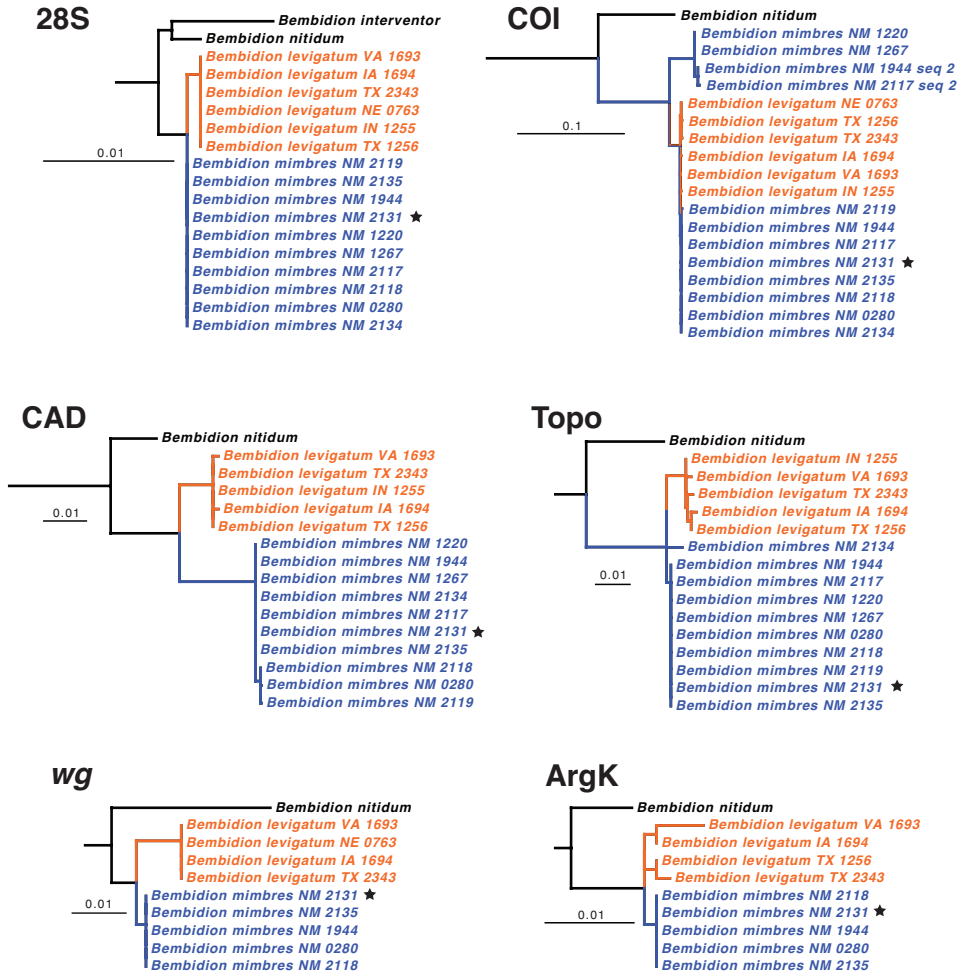 28S
Bembidion interventor
Bembidion nitidum
Bembidion levigatum VA 1693
Bembidion levigatum IA 1694
Bembidion levigatum TX 2343
Bembidion levigatum NE 0763
Bembidion levigatum IN 1255
Bembidion levigatum TX 1256
Bembidion mimbres NM 2119
Bembidion mimbres NM 2135
Bembidion mimbres NM 1944
Bembidion mimbres NM 2131 ★
Bembidion mimbres NM 1220
Bembidion mimbres NM 1267
Bembidion mimbres NM 2117
Bembidion mimbres NM 2118
Bembidion mimbres NM 0280
Bembidion mimbres NM 2134
0.01
COI
Bembidion nitidum
Bembidion mimbres NM 1220
Bembidion mimbres NM 1267
Bembidion mimbres NM 1944 seq 2
Bembidion mimbres NM 2117 seq 2
Bembidion levigatum NE 0763
Bembidion levigatum TX 1256
Bembidion levigatum TX 2343
Bembidion levigatum IA 1694
Bembidion levigatum VA 1693
Bembidion levigatum IN 1255
Bembidion mimbres NM 2119
Bembidion mimbres NM 1944
Bembidion mimbres NM 2117
Bembidion mimbres NM 2131 ★
Bembidion mimbres NM 2135
Bembidion mimbres NM 2118
Bembidion mimbres NM 0280
Bembidion mimbres NM 2134
0.1
CAD
Bembidion nitidum
Bembidion levigatum VA 1693
Bembidion levigatum TX 2343
Bembidion levigatum IN 1255
Bembidion levigatum IA 1694
Bembidion levigatum TX 1256
Bembidion mimbres NM 1220
Bembidion mimbres NM 1944
Bembidion mimbres NM 1267
Bembidion mimbres NM 2134
Bembidion mimbres NM 2117
Bembidion mimbres NM 2131 ★
Bembidion mimbres NM 2135
Bembidion mimbres NM 2118
Bembidion mimbres NM 0280
Bembidion mimbres NM 2119
0.01
Topo
Bembidion nitidum
Bembidion levigatum IN 1255
Bembidion levigatum VA 1693
Bembidion levigatum TX 2343
Bembidion levigatum IA 1694
Bembidion levigatum TX 1256
Bembidion mimbres NM 2134
Bembidion mimbres NM 1944
Bembidion mimbres NM 2117
Bembidion mimbres NM 1220
Bembidion mimbres NM 1267
Bembidion mimbres NM 0280
Bembidion mimbres NM 2118
Bembidion mimbres NM 2119
Bembidion mimbres NM 2131 ★
Bembidion mimbres NM 2135
0.01
wg
Bembidion nitidum
Bembidion levigatum VA 1693
Bembidion levigatum NE 0763
Bembidion levigatum IA 1694
Bembidion levigatum TX 2343
Bembidion mimbres NM 2131 ★
Bembidion mimbres NM 2135
Bembidion mimbres NM 1944
Bembidion mimbres NM 0280
Bembidion mimbres NM 2118
0.01
ArgK
Bembidion nitidum
Bembidion levigatum VA 1693
Bembidion levigatum IA 1694
Bembidion levigatum TX 1256
Bembidion levigatum TX 2343
Bembidion mimbres NM 2118
Bembidion mimbres NM 2131 ★
Bembidion mimbres NM 1944
Bembidion mimbres NM 0280
Bembidion mimbres NM 2135
0.01